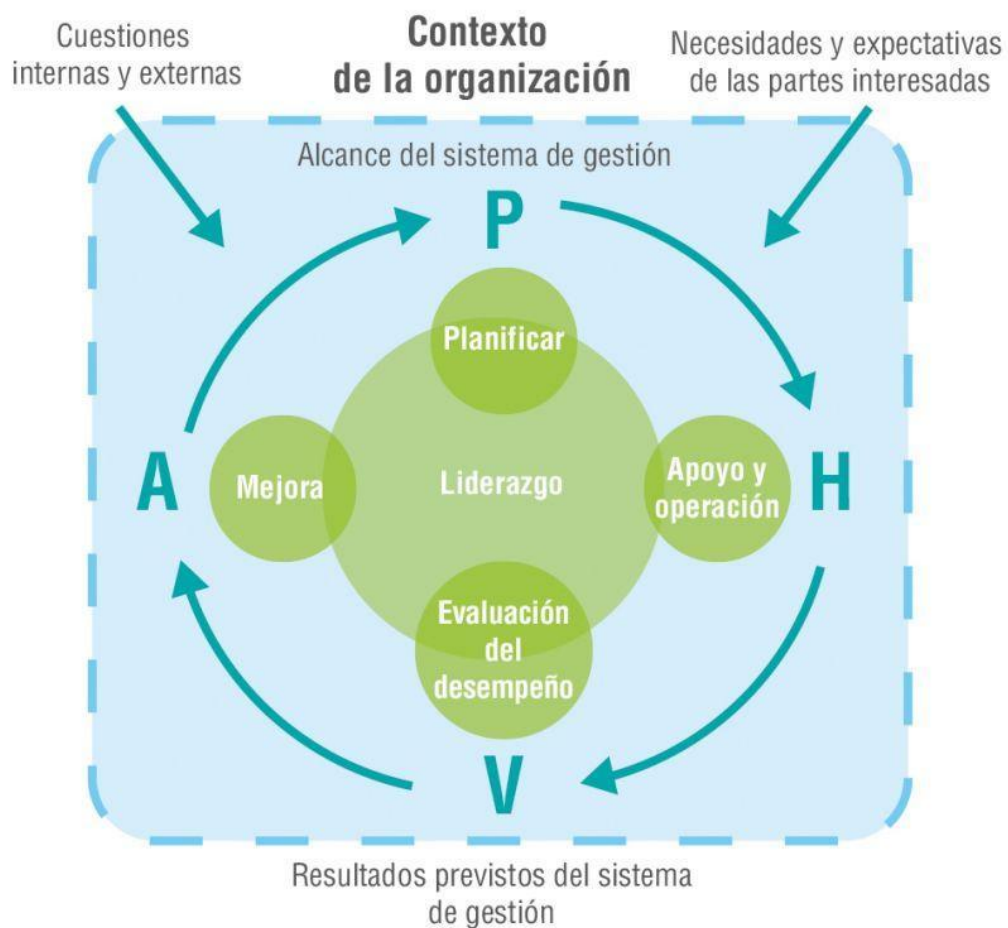 Cuestiones
internas y externas
Contexto
de la organización
Necesidades y expectativas
de las partes interesadas
Alcance del sistema de gestión
P
Planificar
A
Mejora
Liderazgo
Apoyo y
operación
H
Evaluación
del
desempeño
V
Resultados previstos del sistema
de gestión